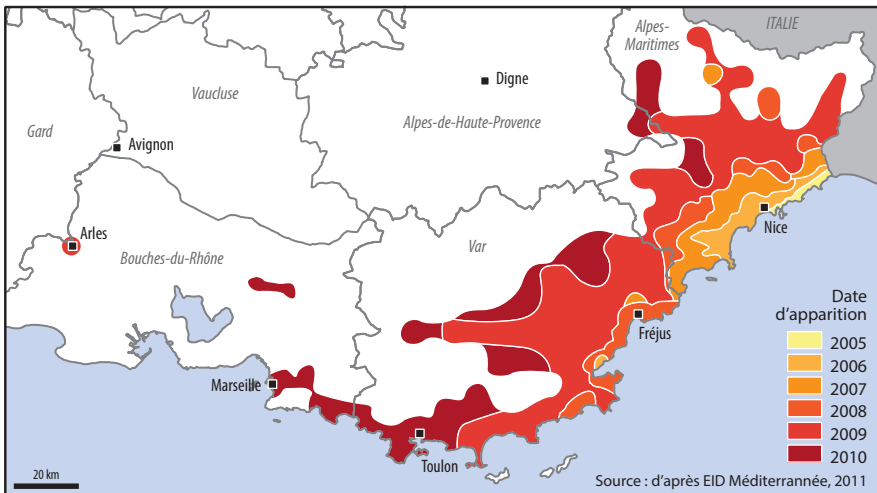 Alpes-
Maritimes
ITALIE
Digne
Vaucluse
Alpes-de-Haute-Provence
Gard
Avignon
Nice
Arles
Var
Bouches-du-Rhône
Date
d'apparition
Fréjus
2005
2006
2007
Marseille
2008
2009
2010
Toulon
20 km
Source : d'après EID Méditerrannée, 2011